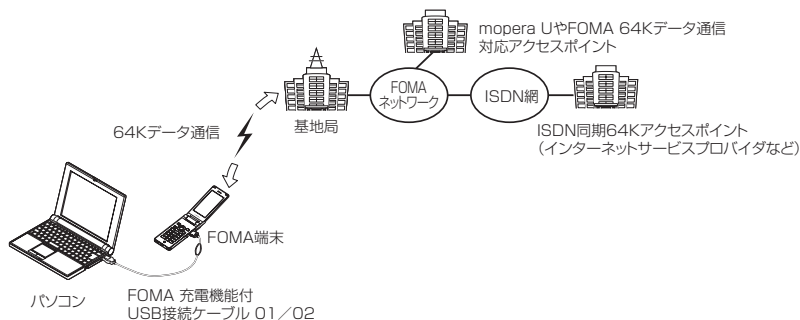 mopera UやFOMA 64Kデータ通信
対応アクセスポイント
FOMA
ネットワーク
ISDN網
基地局
ISDN同期64Kアクセスポイント
（インターネットサービスプロバイダなど）
64Kデータ通信
FOMA端末
パソコン
FOMA 充電機能付
USB接続ケーブル 01／02